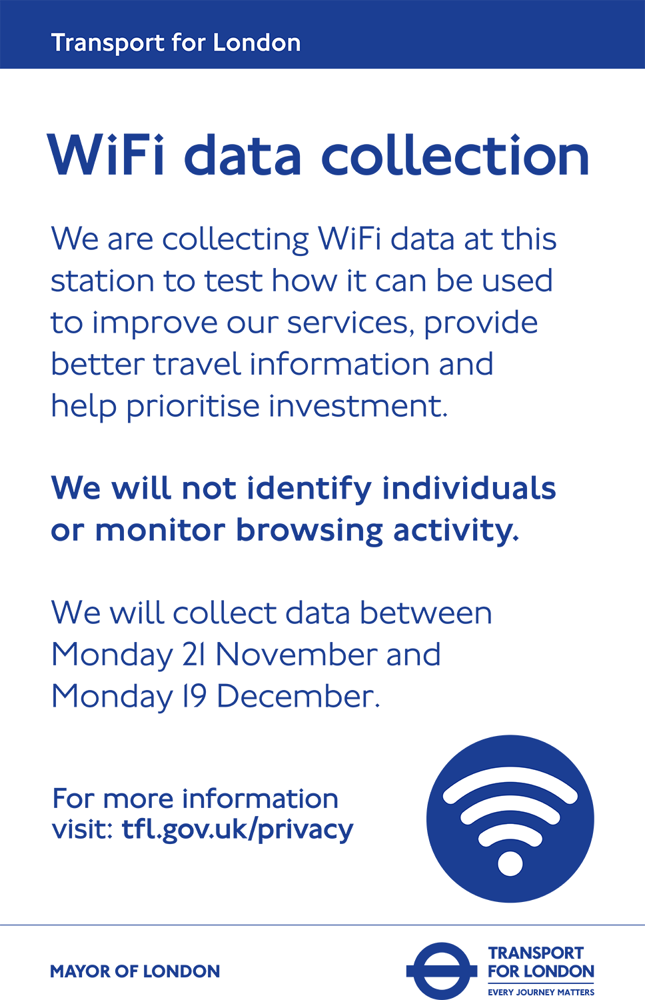 Transport for London
WiFi data collection
We are collecting WiFi data at this
station to test how it can be used
to improve our services, provide
better travel information and
help prioritise investment.
We will not identify individuals
or monitor browsing activity.
We will collect data between
Monday 21 November and
Monday 19 December.
For more information
visit: tfl.gov.uk/privacy
MAYOR OF LONDON
TRANSPORT
FOR LONDON
EVERY JOURNEY MATTERS